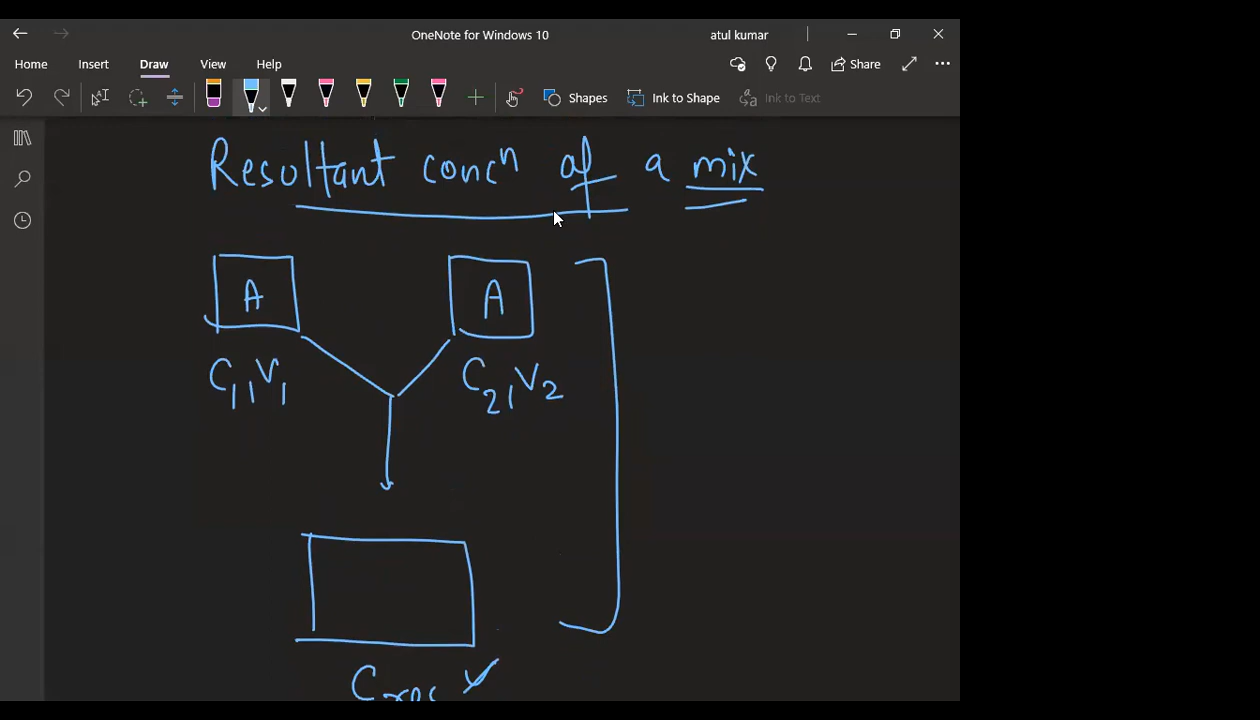 OneNote for Windows 10
atul kumar
Home Insert Draw View Help
Share
Shapes Ink to Shape Ink to Text
Resultant concⁿ of a mix
A A
C₁, V₁ C₂, V₂